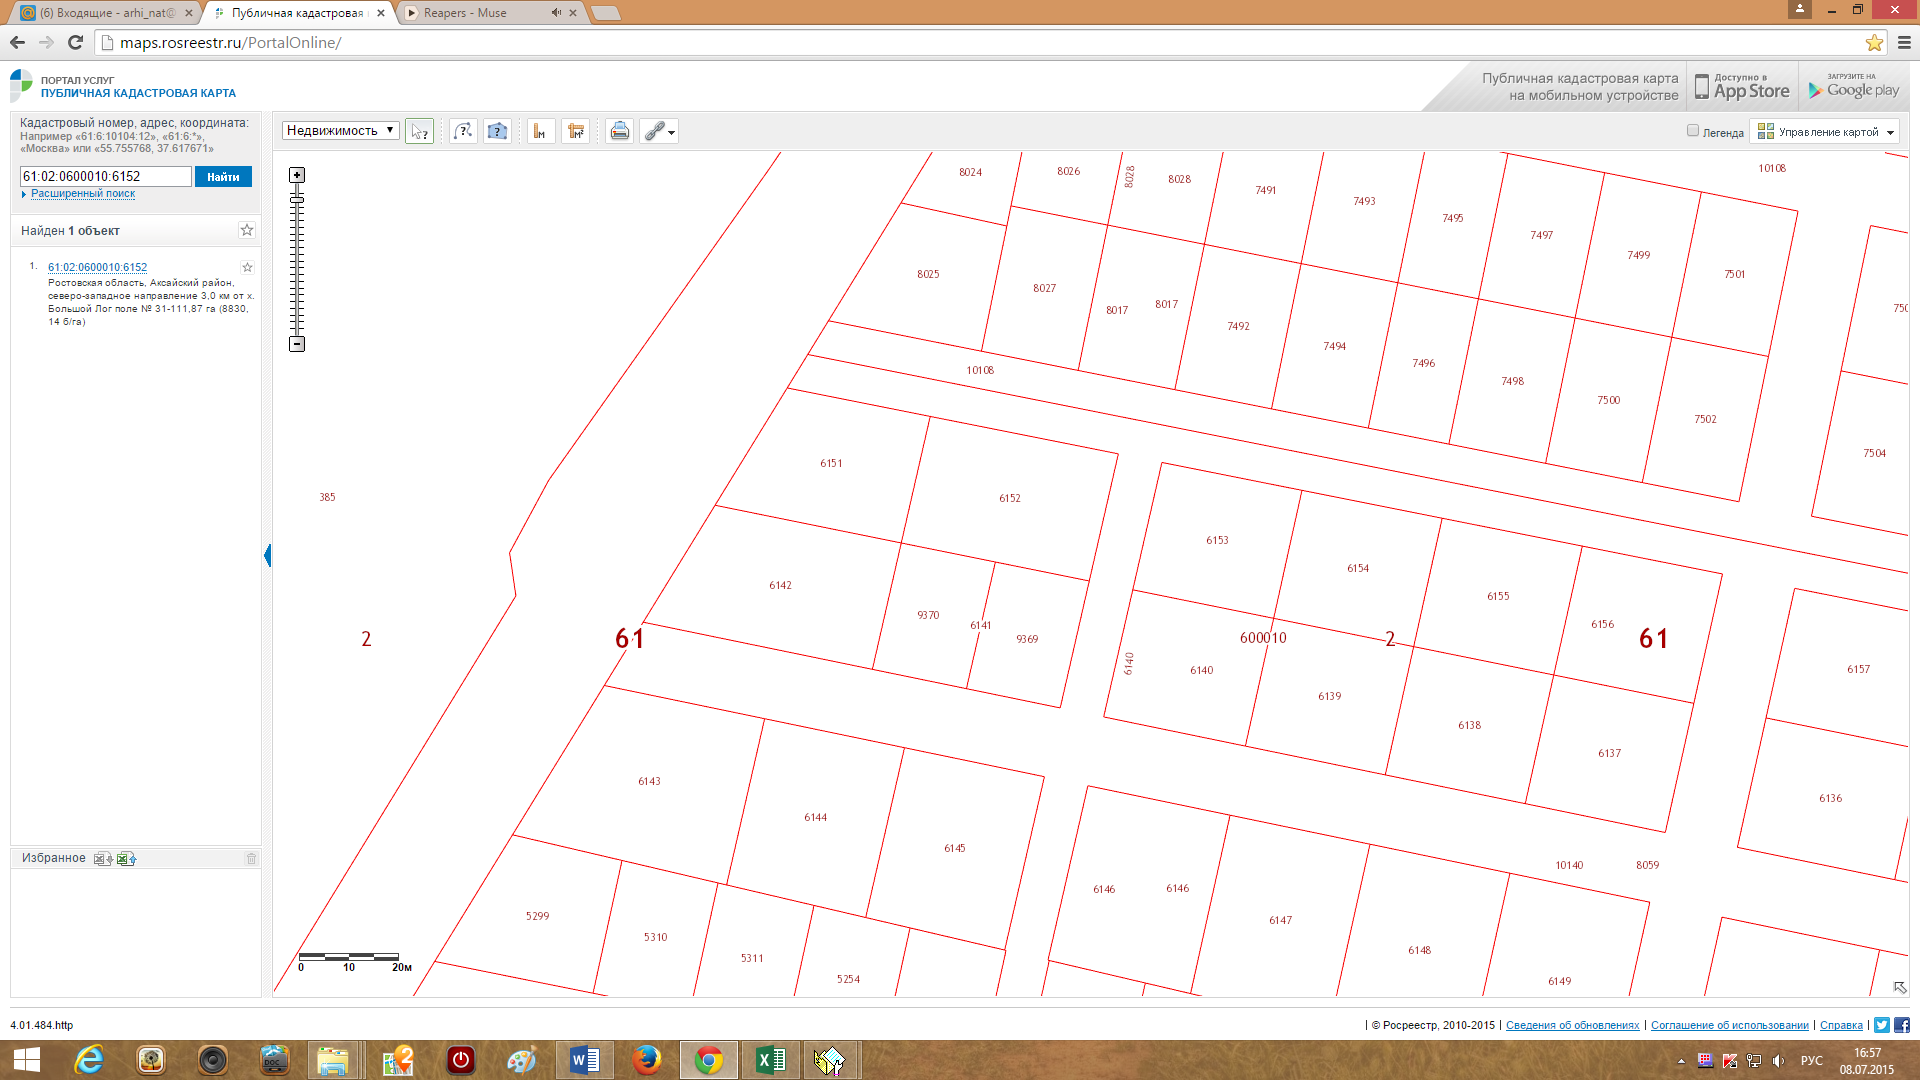 (6) Входящие - arhi_nat@
Публичная кадастровая
Reapers - Muse
maps.rosreestr.ru/PortalOnline/
ПОРТАЛ УСЛУГ
ПУБЛИЧНАЯ КАДАСТРОВАЯ КАРТА
Публичная кадастровая карта
на мобильном устройстве
Доступно в
App Store
ЗАГРУЗИТЕ НА
Google play
Кадастровый номер, адрес, координата:
Например «61:6:10104:12», «61:6:*»,
«Москва» или «55.755768, 37.617671»
61:02:0600010:6152
Найти
Расширенный поиск
Найден 1 объект
1. 61:02:0600010:6152
Ростовская область, Аксайский район,
северо-западное направление 3,0 км от х.
Большой Лог поле № 31-111,87 га (8830,
14 б/га)
Избранное
Недвижимость
Легенда
Управление картой
8024
8026
8028
8028
7491
7493
7495
7497
7499
7501
10108
8025
8027
8017
8017
7492
7494
7496
7498
7500
7502
7504
10108
385
6151
6152
6153
6154
6155
6156
6157
6142
9370
6141
9369
6140
6140
6139
6138
6137
6136
2
61
600010
2
61
6143
6144
6145
6146
6146
6147
6148
6149
10140
8059
5299
5310
5311
5254
0 10 20м
4.01.484.http
| © Росреестр, 2010-2015 | Сведения об обновлениях | Соглашение об использовании | Справка |
РУС
16:57
08.07.2015